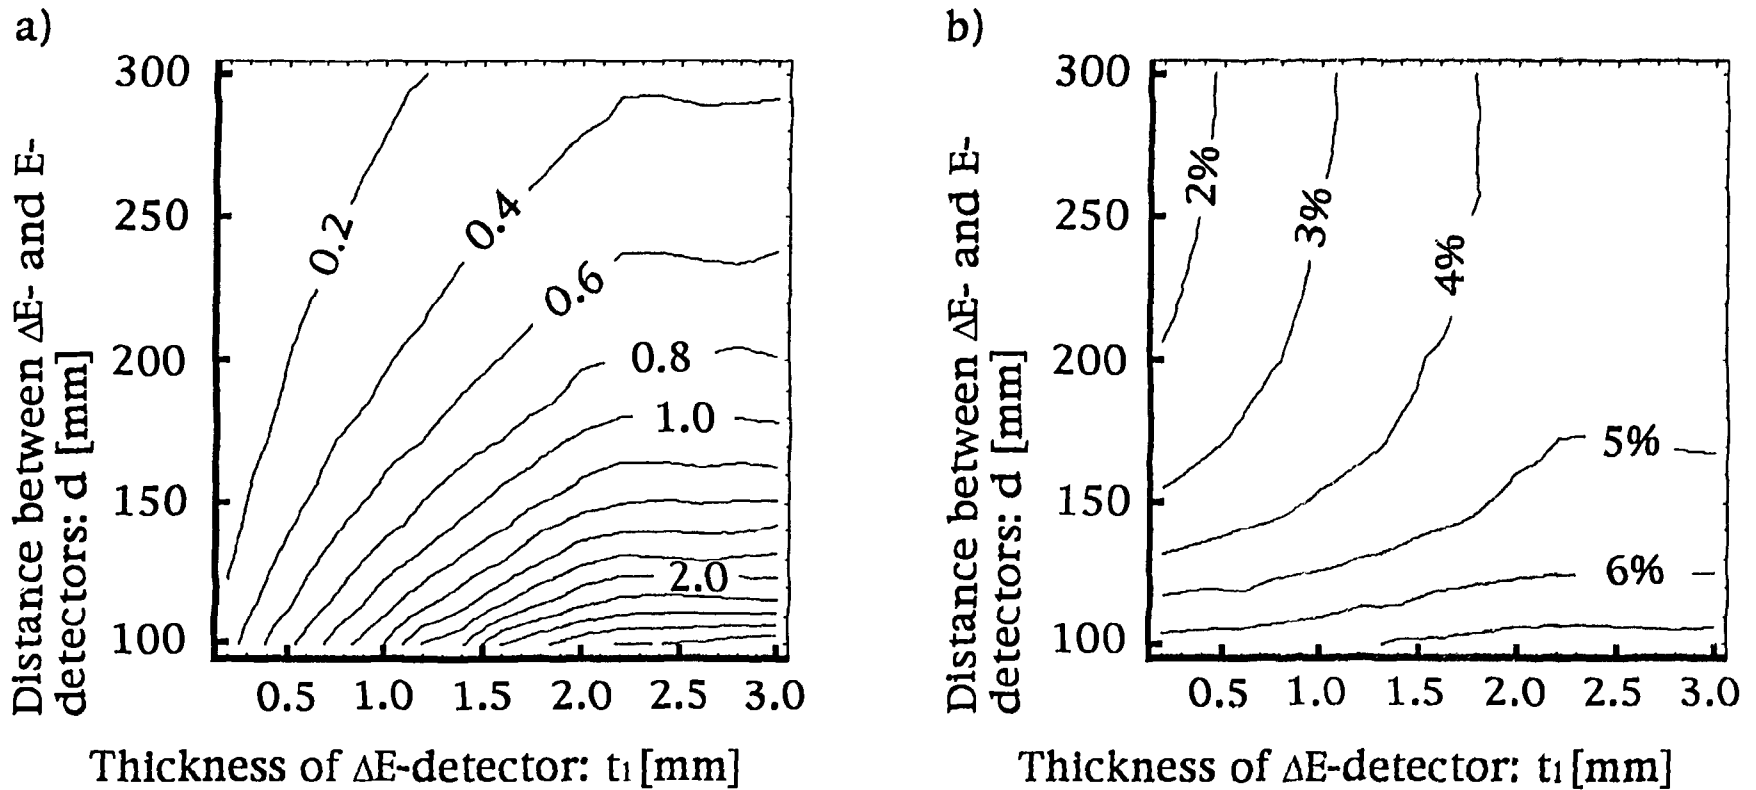 a)
300
250
200
150
100
0.5 1.0 1.5 2.0 2.5 3.0
0.2
0.4
0.6
0.8
1.0
2.0
Distance between ΔE- and E-
detectors: d [mm]
Thickness of ΔE-detector: t1 [mm]
b)
300
250
200
150
100
0.5 1.0 1.5 2.0 2.5 3.0
2%
3%
4%
5%
6%
Distance between ΔE- and E-
detectors: d [mm]
Thickness of ΔE-detector: t1 [mm]